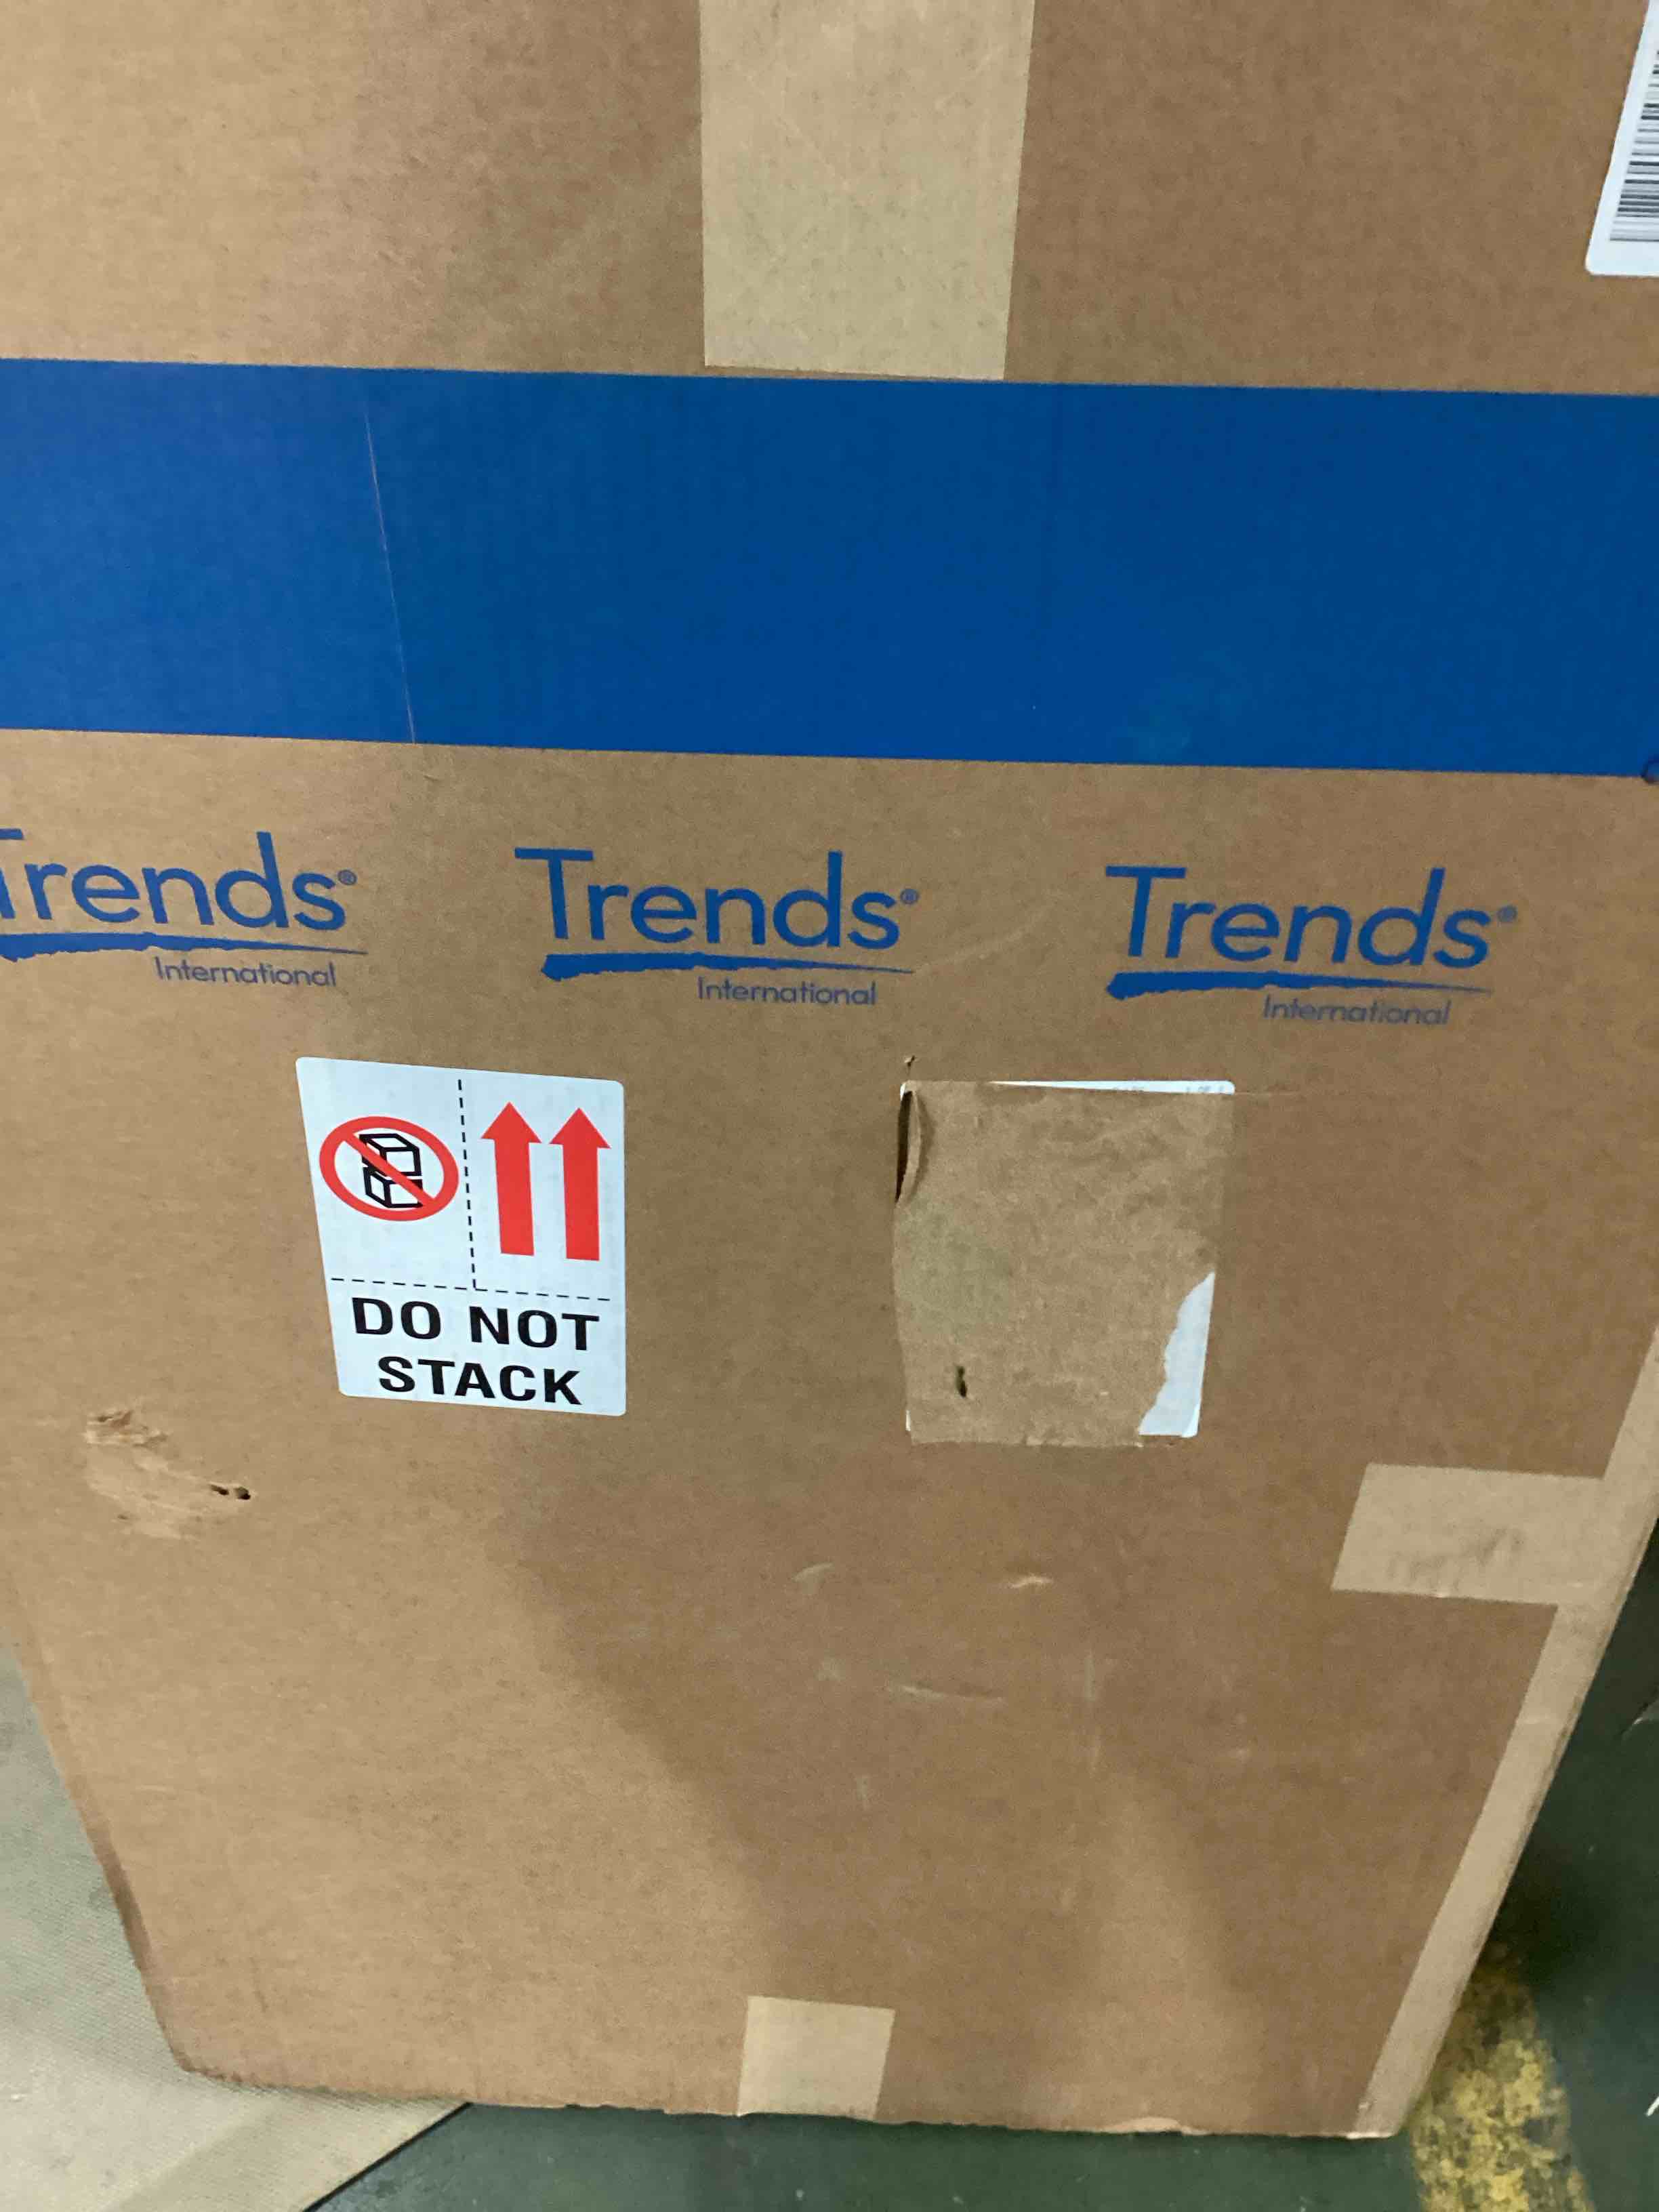 Trends®
International
Trends®
International
Trends®
International
DO NOT
STACK